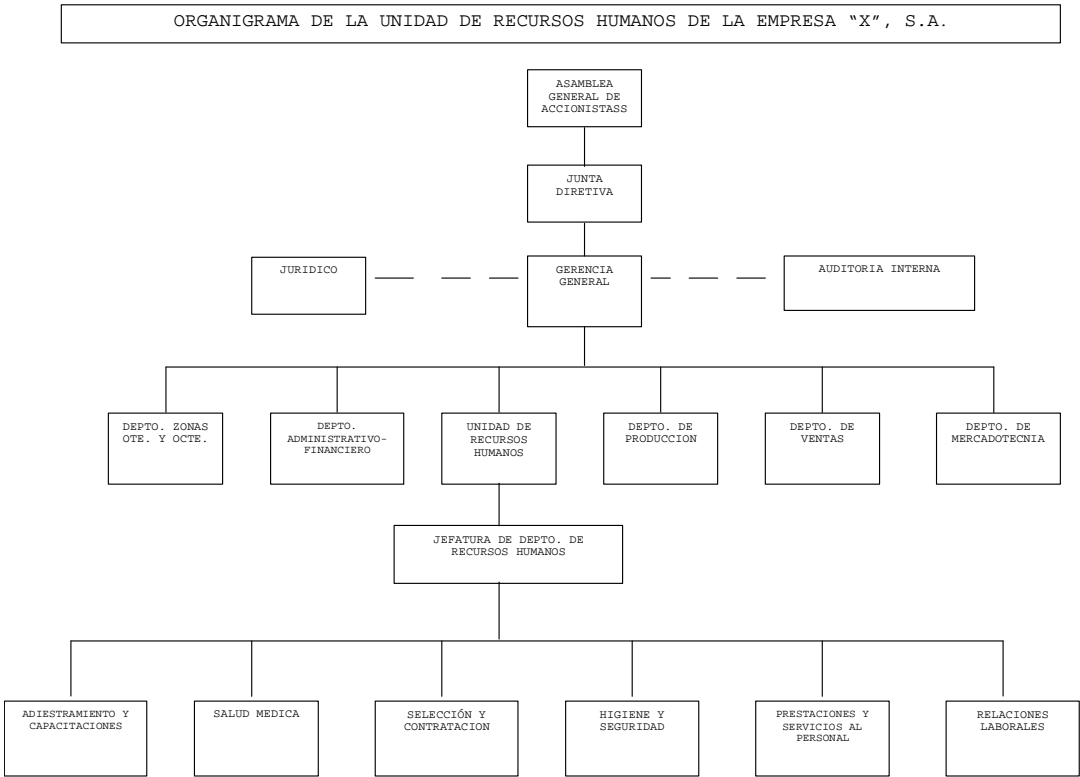 ORGANIGRAMA DE LA UNIDAD DE RECURSOS HUMANOS DE LA EMPRESA “X”, S.A.
ASAMBLEA
GENERAL DE
ACCIONISTASS
JUNTA
DIRETIVA
JURIDICO
GERENCIA
GENERAL
AUDITORIA INTERNA
DEPTO. ZONAS
OTE. Y OCTE.
DEPTO.
ADMINISTRATIVO-
FINANCIERO
UNIDAD DE
RECURSOS
HUMANOS
DEPTO. DE
PRODUCCION
DEPTO. DE
VENTAS
DEPTO. DE
MERCADOTECNIA
JEFATURA DE DEPTO. DE
RECURSOS HUMANOS
ADIESTRAMIENTO Y
CAPACITACIONES
SALUD MEDICA
SELECCIÓN Y
CONTRATACION
HIGIENE Y
SEGURIDAD
PRESTACIONES Y
SERVICIOS AL
PERSONAL
RELACIONES
LABORALES